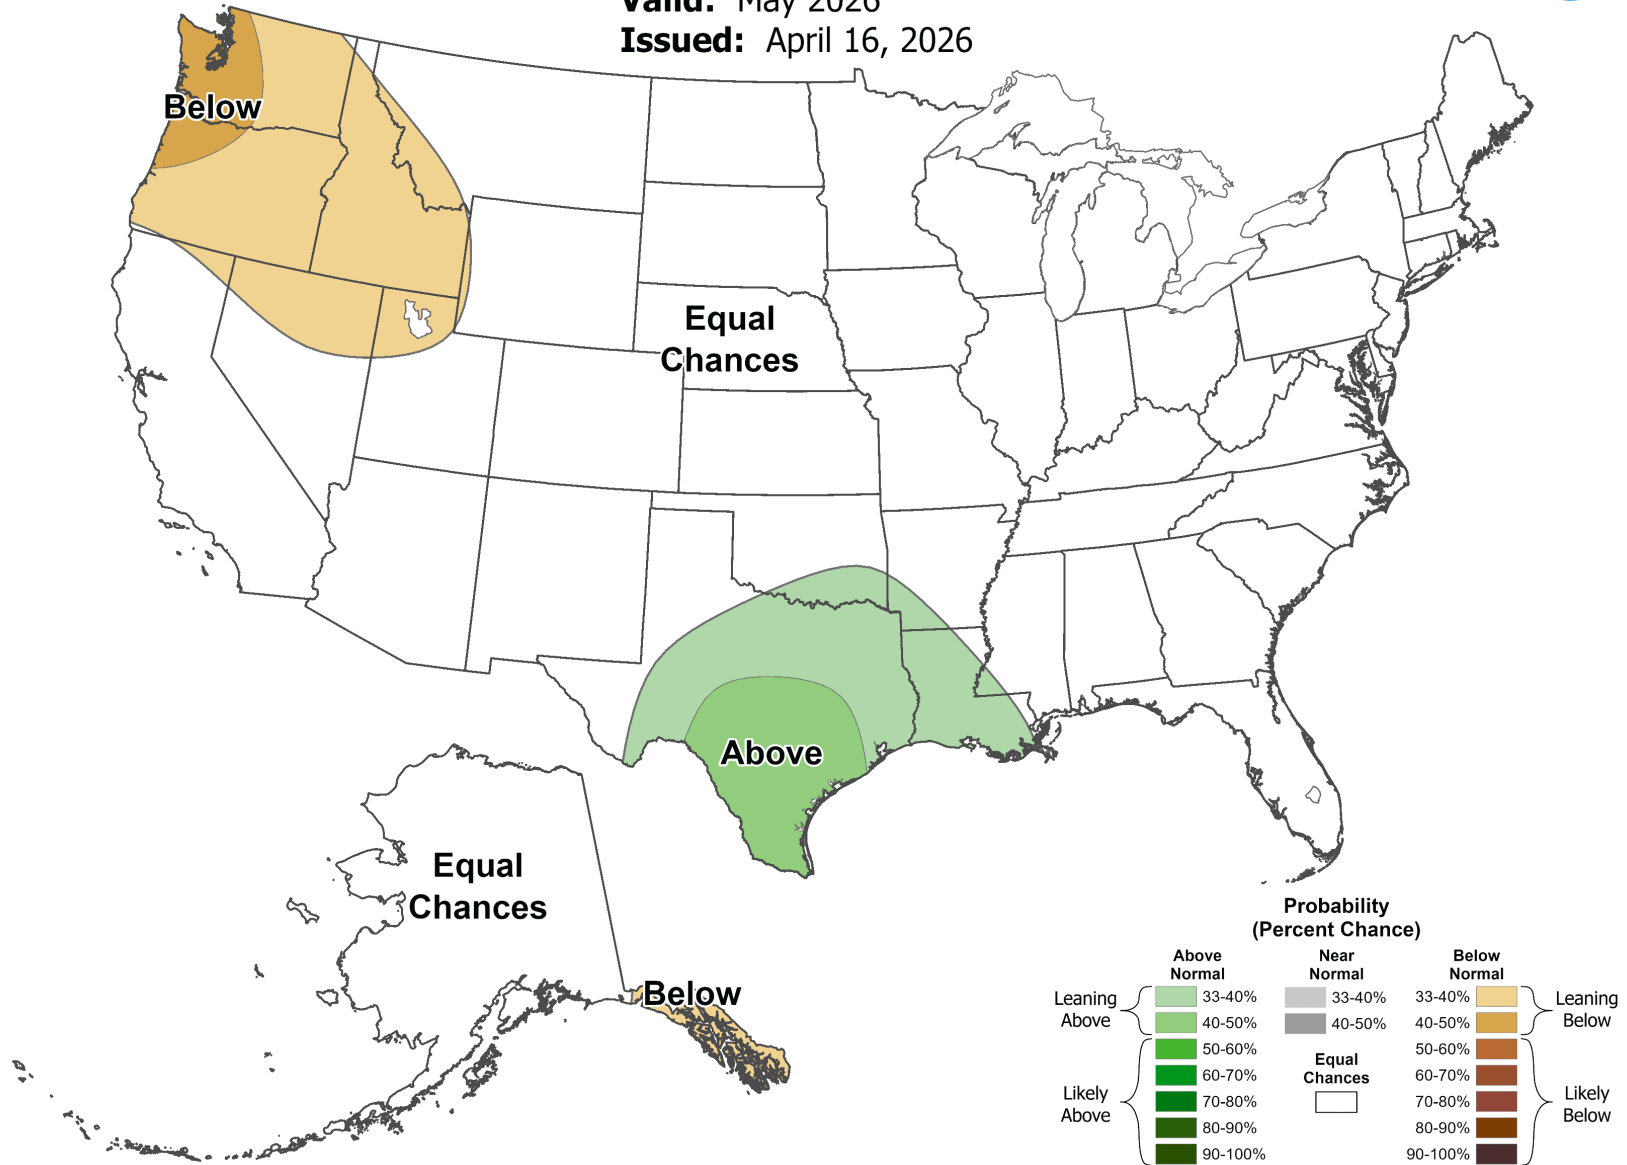 Valid: May 2026
Issued: April 16, 2026
Below
Equal
Chances
Above
Equal
Chances
Below
Probability
(Percent Chance)
Above
Normal
Near
Normal
Below
Normal
Leaning
Above
33-40%
33-40%
33-40%
Leaning
Below
40-50%
40-50%
40-50%
50-60%
Equal
Chances
50-60%
60-70%
60-70%
Likely
Above
70-80%
70-80%
Likely
Below
80-90%
80-90%
90-100%
90-100%